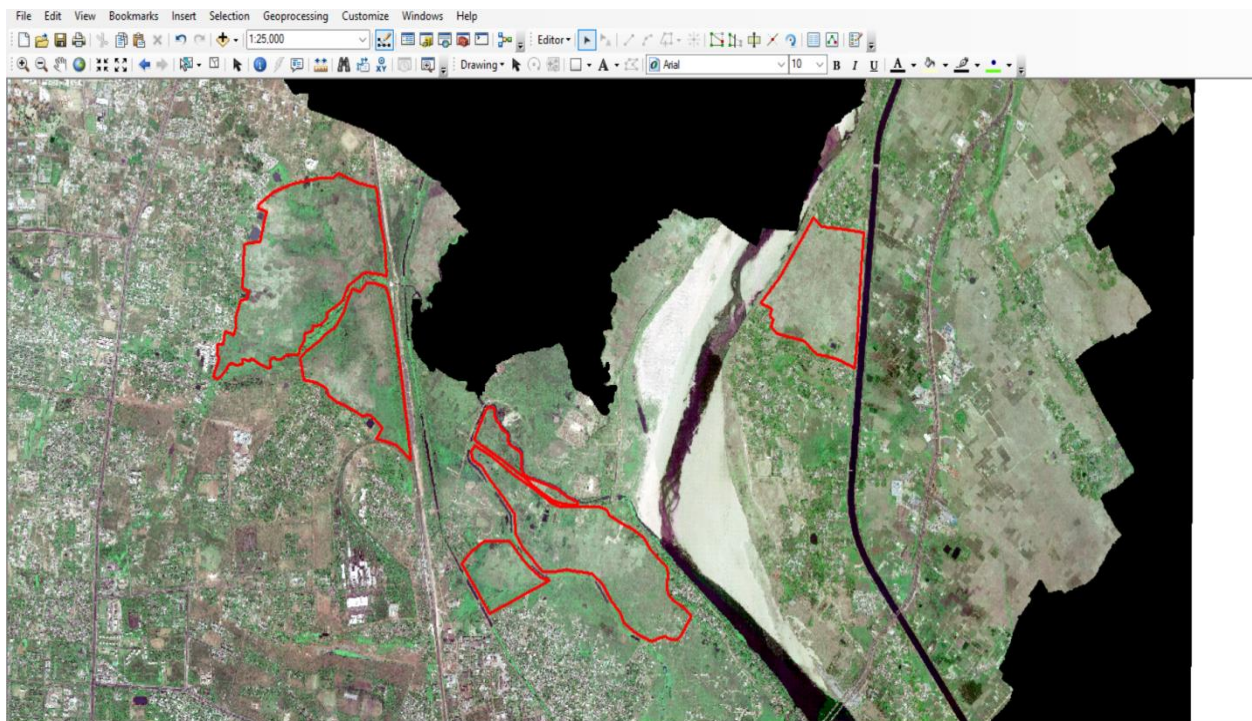 File Edit View Bookmarks Insert Selection Geoprocessing Customize Windows Help
1:25,000 Editor
Drawing A Arial 10 B I U A